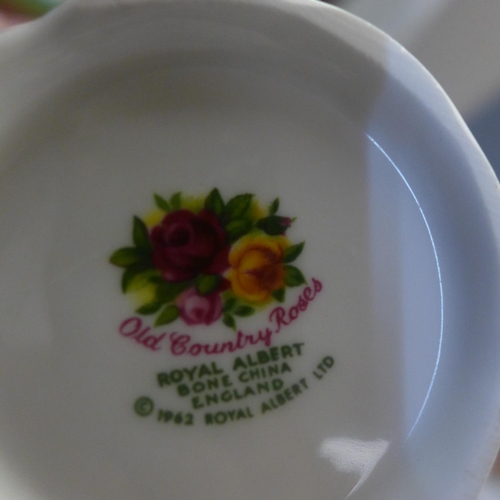 Old Country Roses
ROYAL ALBERT
BONE CHINA
ENGLAND
© 1962 ROYAL ALBERT LTD